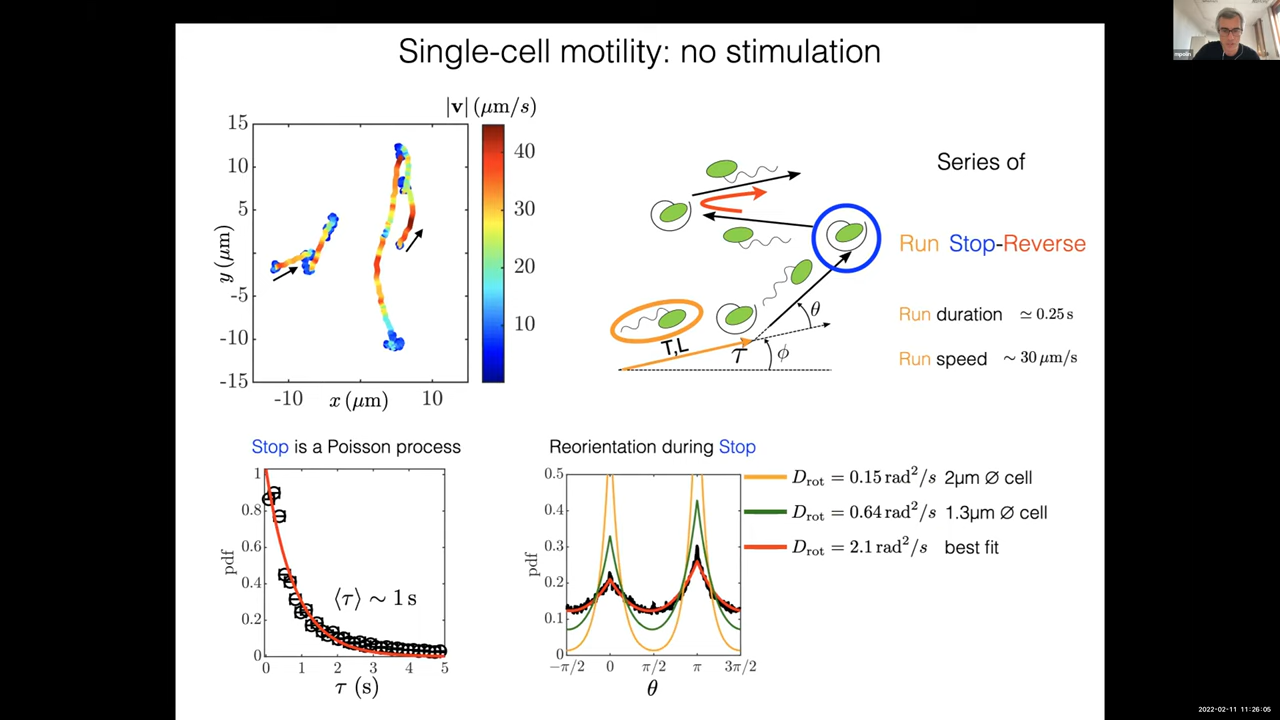 Single-cell motility: no stimulation
mpolin
|v| (μm/s)
15
10
5
-5
-10
-15
y (μm)
-10
x (μm)
10
40
30
20
10
T,L
τ
θ
ϕ
Series of
Run Stop-Reverse
Run duration ≃ 0.25 s
Run speed ∼ 30 μm/s
Stop is a Poisson process
1
0.8
0.6
0.4
0.2
0
pdf
⟨τ⟩ ∼ 1 s
0 1 2 3 4 5
τ (s)
Reorientation during Stop
0.5
0.4
0.3
0.2
0.1
0
pdf
−π/2 0 π/2 π 3π/2
θ
D_rot = 0.15 rad²/s 2μm Ø cell
D_rot = 0.64 rad²/s 1.3μm Ø cell
D_rot = 2.1 rad²/s best fit
2022-02-11 11:26:05